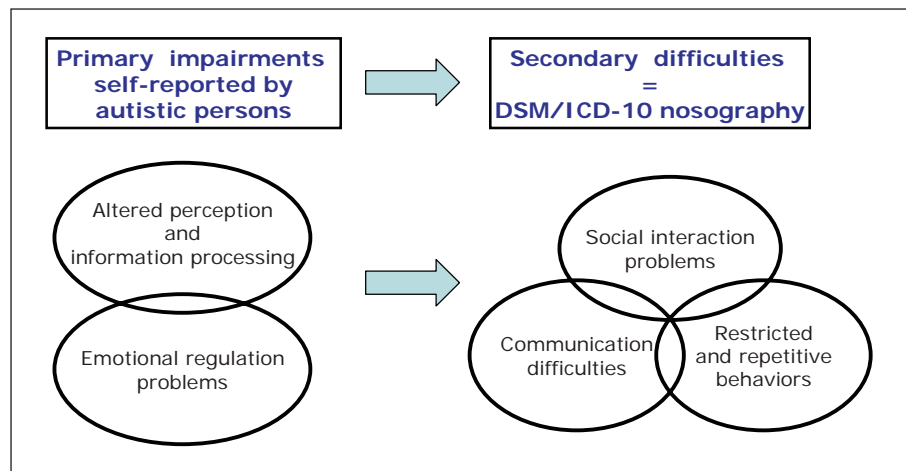 Primary impairments
self-reported by
autistic persons
Secondary difficulties
=
DSM/ICD-10 nosography
Altered perception
and
information processing
Emotional regulation
problems
Social interaction
problems
Communication
difficulties
Restricted
and repetitive
behaviors